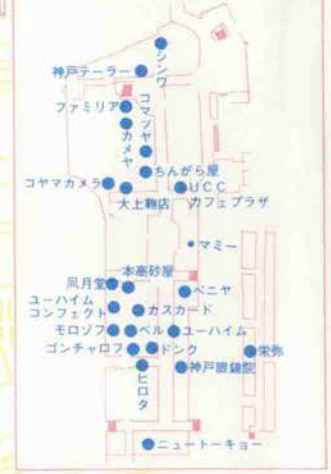 シンワ
神戸テーラー
ファミリア
コマツヤ
カメヤ
ちんがら屋
コヤマカメラ
大上鞄店
UCC
カフェプラザ
マミー
本高砂屋
凮月堂
ベニヤ
ユーハイム
コンフェクト
カスカード
モロゾフ
ベル
ユーハイム
ゴンチャロフ
ドンク
栄弥
ヒロタ
神戸眼鏡院
ニュートーキョー